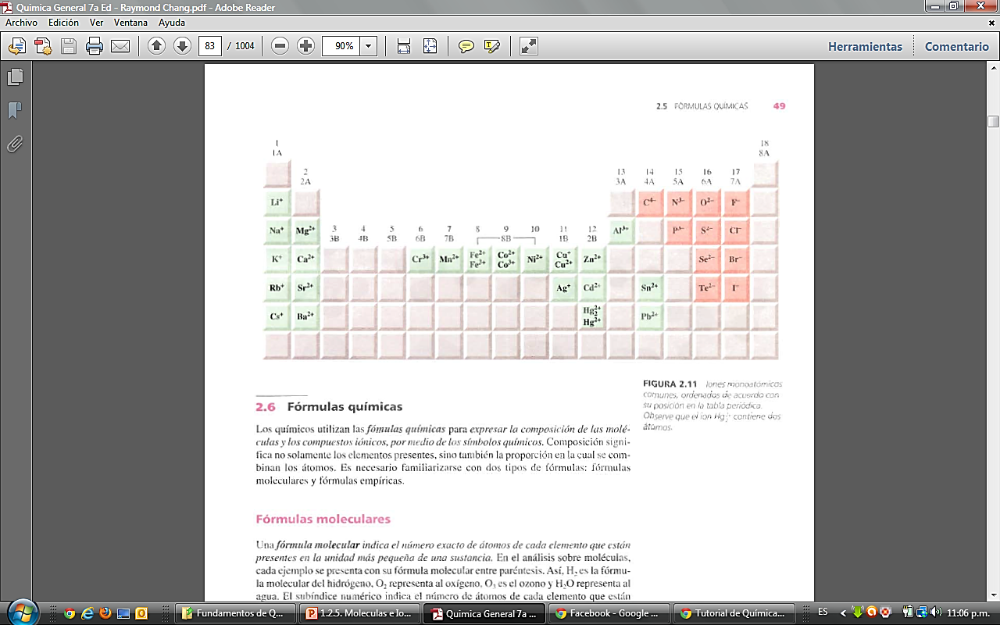 Quimica General 7a Ed - Raymond Chang.pdf - Adobe Reader
Archivo Edición Ver Ventana Ayuda
83 / 1004 90% Herramientas Comentario
2.5 FÓRMULAS QUÍMICAS 49
1 18
1A 8A
2 13 14 15 16 17
2A 3A 4A 5A 6A 7A
Li⁺ C⁴⁻ N³⁻ O²⁻ F⁻
3 4 5 6 7 8 9 10 11 12
3B 4B 5B 6B 7B 8B 1B 2B
Na⁺ Mg²⁺ Al³⁺ P³⁻ S²⁻ Cl⁻
K⁺ Ca²⁺ Cr³⁺ Mn²⁺ Fe²⁺ Fe³⁺ Co²⁺ Co³⁺ Ni²⁺ Cu⁺ Cu²⁺ Zn²⁺ Se²⁻ Br⁻
Rb⁺ Sr²⁺ Ag⁺ Cd²⁺ Sn²⁺ Te²⁻ I⁻
Cs⁺ Ba²⁺ Hg₂²⁺ Hg²⁺ Pb²⁺
FIGURA 2.11 Iones monoatómicos
comunes, ordenados de acuerdo con
su posición en la tabla periódica.
Observe que el ion Hg₂²⁺ contiene dos
átomos.
2.6 Fórmulas químicas
Los químicos utilizan las fómulas químicas para expresar la composición de las molé-
culas y los compuestos iónicos, por medio de los símbolos químicos. Composición signi-
fica no solamente los elementos presentes, sino también la proporción en la cual se com-
binan los átomos. Es necesario familiarizarse con dos tipos de fórmulas: fórmulas
moleculares y fórmulas empíricas.
Fórmulas moleculares
Una fórmula molecular indica el número exacto de átomos de cada elemento que están
presentes en la unidad más pequeña de una sustancia. En el análisis sobre moléculas,
cada ejemplo se presenta con su fórmula molecular entre paréntesis. Así, H₂ es la fórmu-
la molecular del hidrógeno, O₂ representa al oxígeno, O₃ es el ozono y H₂O representa al
agua. El subíndice numérico indica el número de átomos de cada elemento que están
Fundamentos de Q... 1.2.5. Moleculas e Io... Quimica General 7a ... Facebook - Google ... Tutorial de Química... ES 11:06 p.m.